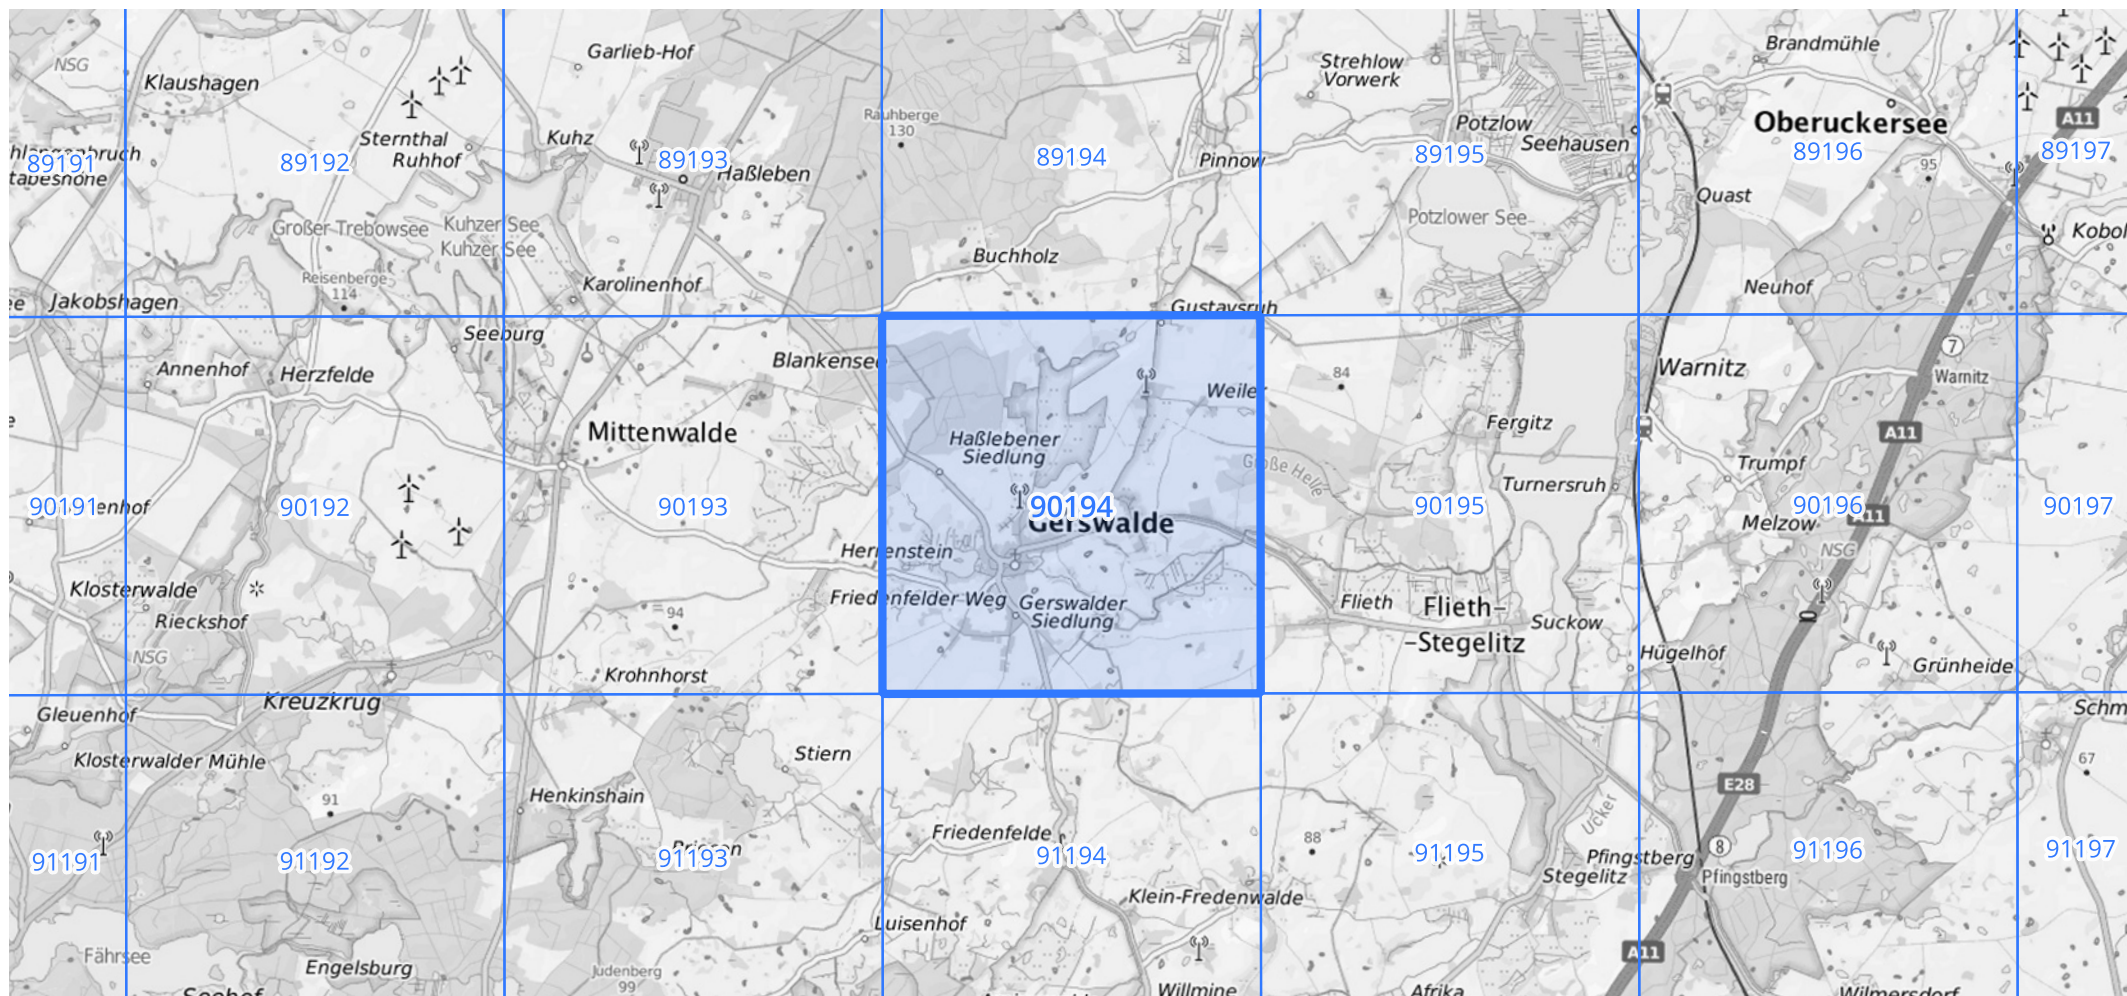 Garlieb-Hof
NSG
Klaushagen
Strehlow
Vorwerk
Brandmühle
Rauhberge
130
A11
Sternthal
Ruhhof
Kuhz
Potzlow
Seehausen
Oberuckersee
89191
89192
89193
Haßleben
89194
Pinnow
89195
89196
95
89197
Quast
Großer Trebowsee
Kuhzer See
Kuhzer See
Potzlower See
Buchholz
Reisenberge
114
Karolinenhof
Neuhof
Jakobshagen
Gustavsruh
Seeburg
Annenhof
Herzfelde
Blankensee
84
Weiler
Warnitz
7
Warnitz
Mittenwalde
Haßlebener
Siedlung
Fergitz
A11
Große Helle
Trumpf
Turnersruh
90191
enhof
90192
90193
90194
Gerswalde
90195
90196
A11
90197
Melzow
Herrenstein
NSG
Klosterwalde
Rieckshof
94
Friedenfelder Weg
Gerswalder
Siedlung
Flieth
Flieth-
-Stegelitz
Suckow
NSG
Krohnhorst
Hügelhof
Grünheide
Gleuenhof
Kreuzkrug
Schm
Klosterwalder Mühle
Stiern
67
91
Henkinshain
E28
Ucker
Friedenfelde
88
8
91191
91192
91193
91194
91195
Pfingstberg
Stegelitz
Pfingstberg
91196
91197
Klein-Fredenwalde
Luisenhof
Fährsee
Engelsburg
Judenberg
99
A11
Seehof
Willmine
Afrika
Wilmersdorf